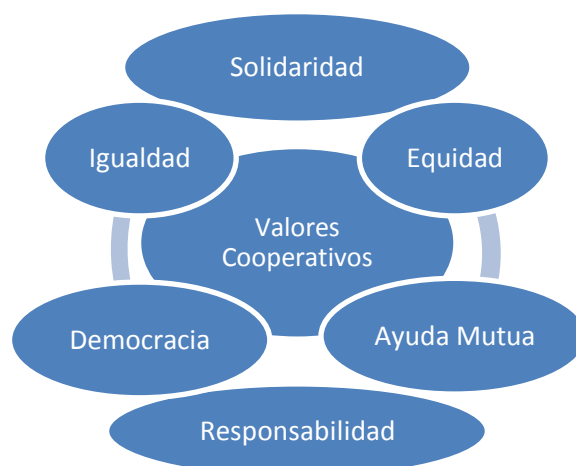 Solidaridad
Igualdad
Equidad
Valores
Cooperativos
Democracia
Ayuda Mutua
Responsabilidad